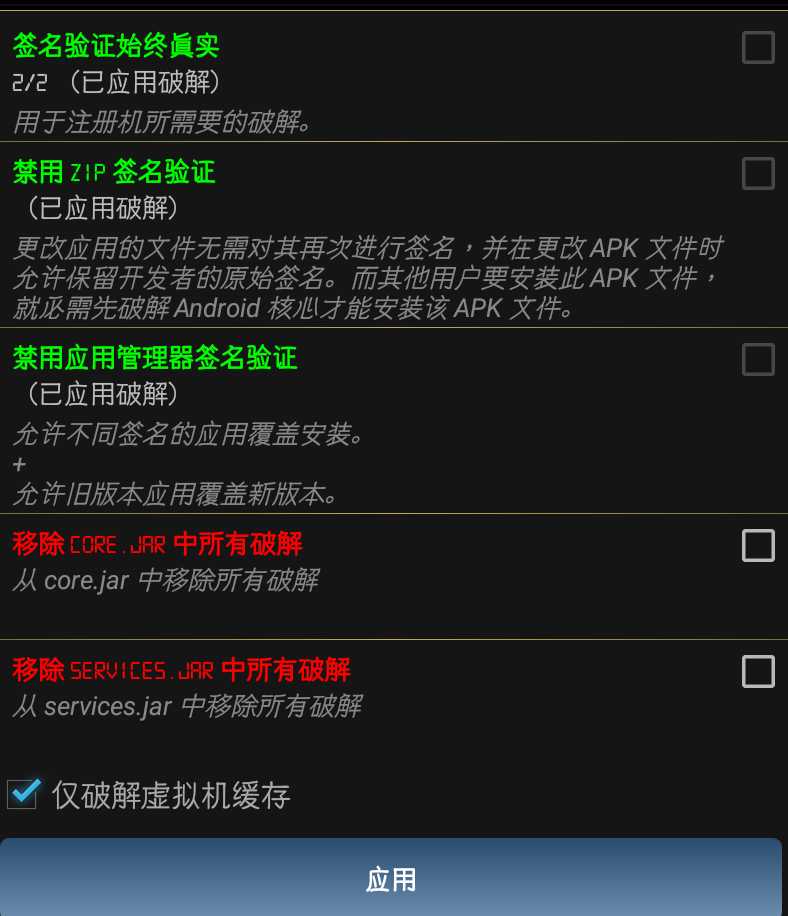 签名验证始终真实
2/2 （已应用破解）
用于注册机所需要的破解。
禁用 ZIP 签名验证
（已应用破解）
更改应用的文件无需对其再次进行签名，并在更改 APK 文件时
允许保留开发者的原始签名。而其他用户要安装此 APK 文件，
就必需先破解 Android 核心才能安装该 APK 文件。
禁用应用管理器签名验证
（已应用破解）
允许不同签名的应用覆盖安装。
+
允许旧版本应用覆盖新版本。
移除 CORE.JAR 中所有破解
从 core.jar 中移除所有破解
移除 SERVICES.JAR 中所有破解
从 services.jar 中移除所有破解
仅破解虚拟机缓存
应用